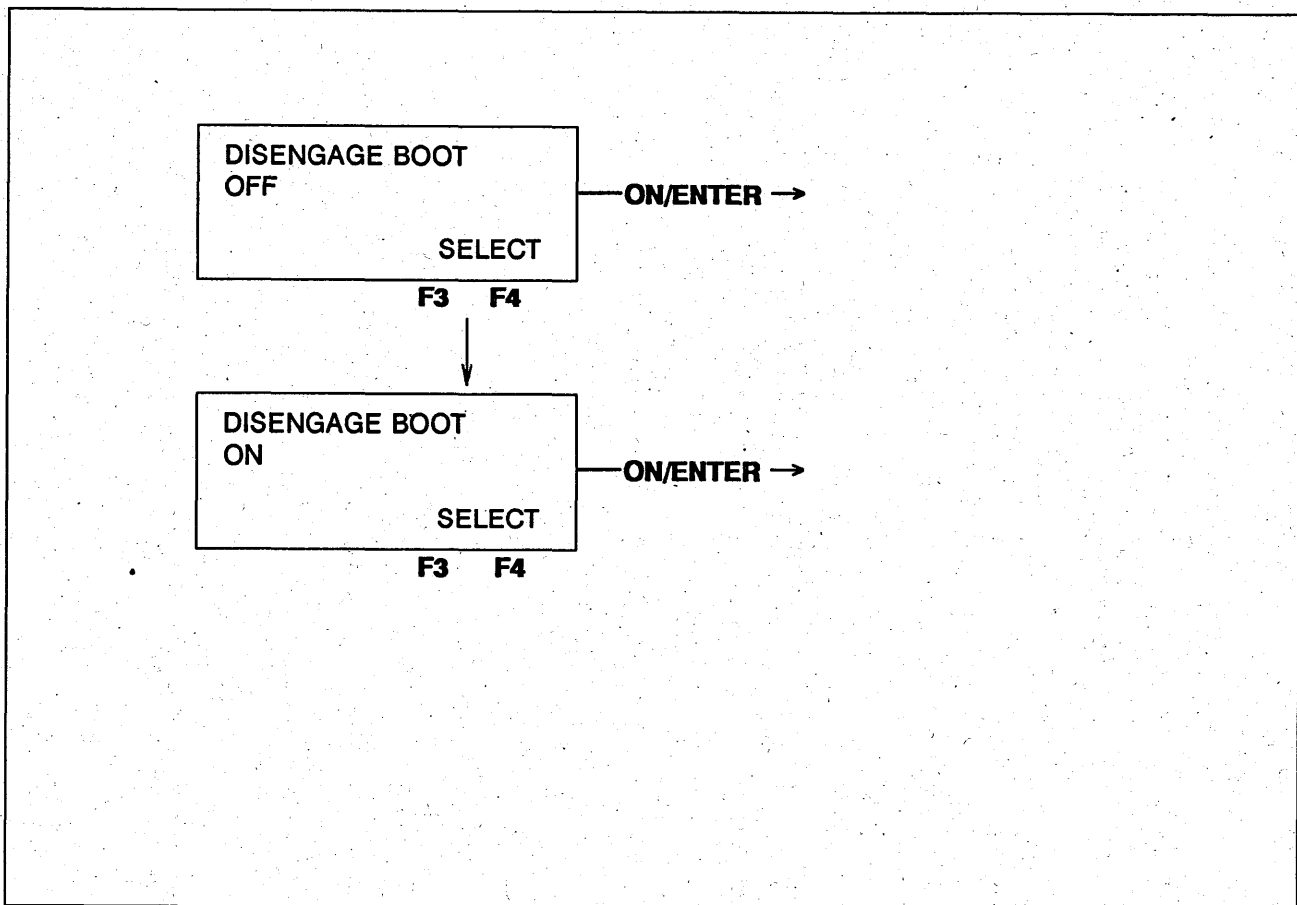 DISENGAGE BOOT
OFF
ON/ENTER →
SELECT
F3 F4
DISENGAGE BOOT
ON
ON/ENTER →
SELECT
F3 F4